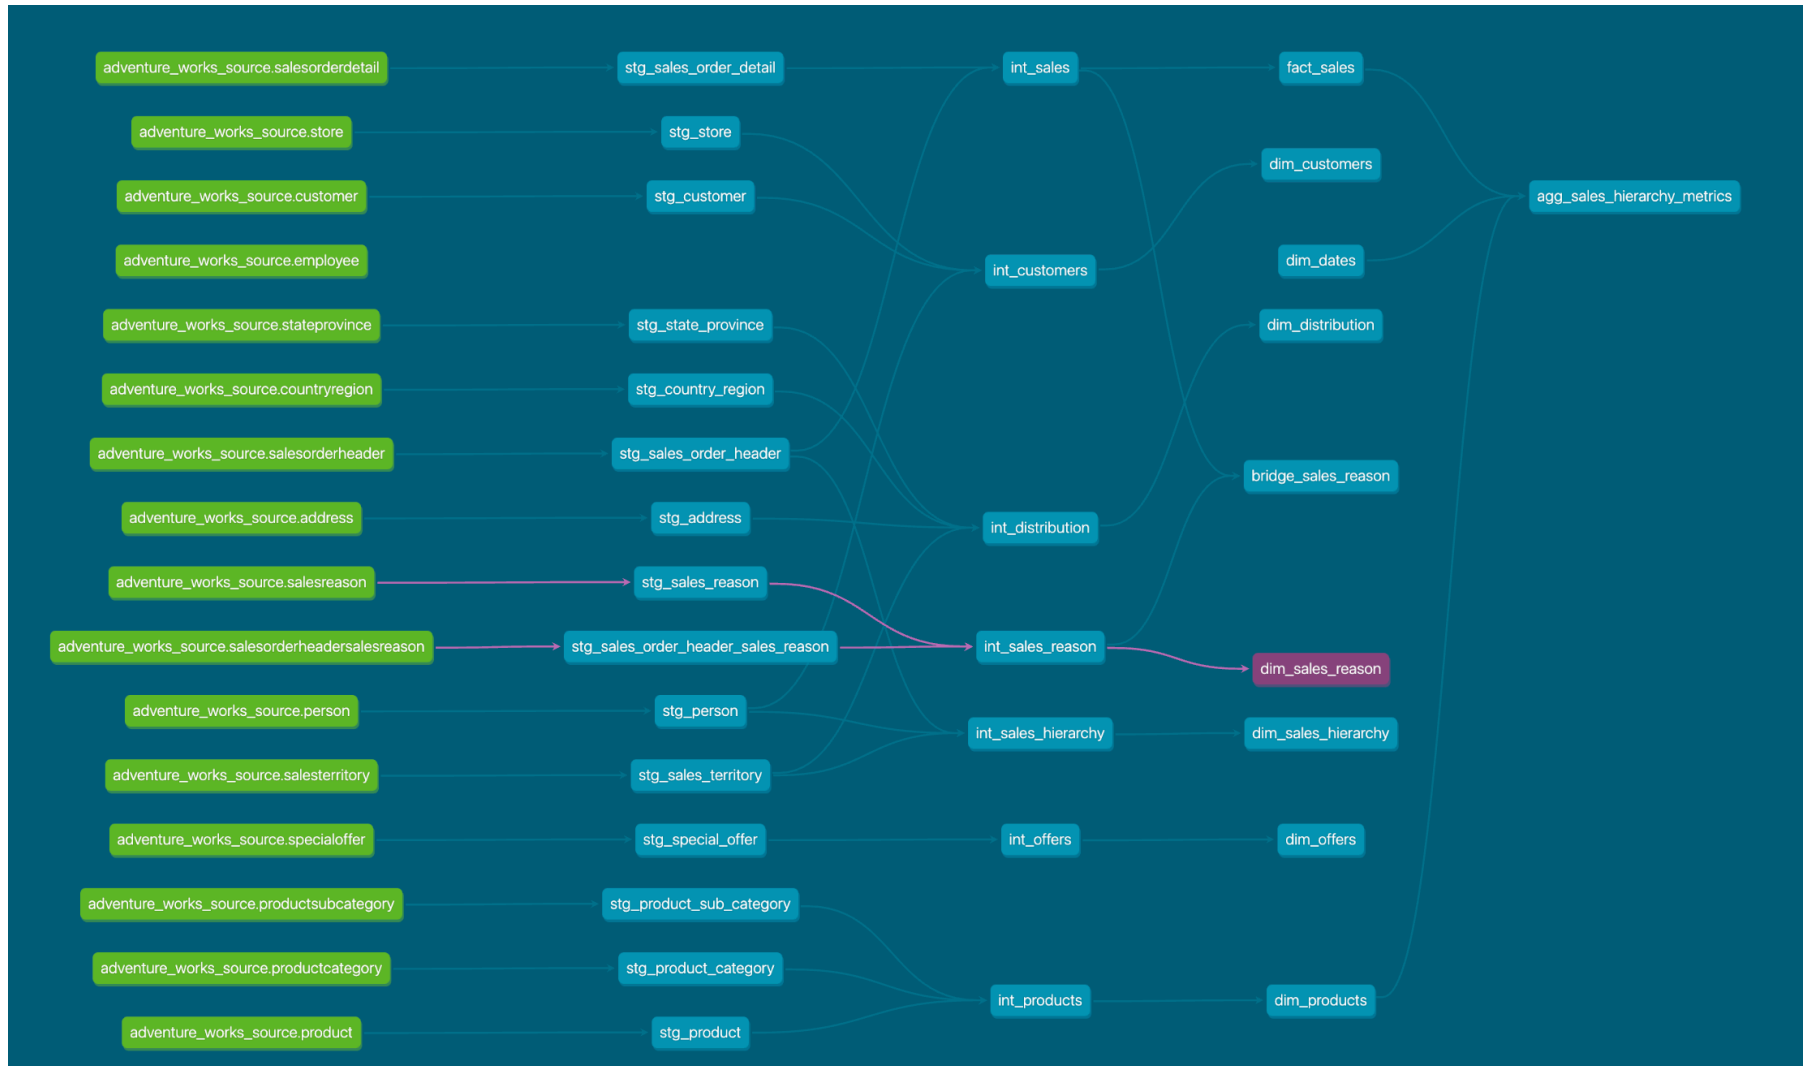 adventure_works_source.salesorderdetail
stg_sales_order_detail
int_sales
fact_sales
adventure_works_source.store
stg_store
dim_customers
adventure_works_source.customer
stg_customer
agg_sales_hierarchy_metrics
adventure_works_source.employee
int_customers
dim_dates
adventure_works_source.stateprovince
stg_state_province
dim_distribution
adventure_works_source.countryregion
stg_country_region
adventure_works_source.salesorderheader
stg_sales_order_header
bridge_sales_reason
adventure_works_source.address
stg_address
int_distribution
adventure_works_source.salesreason
stg_sales_reason
adventure_works_source.salesorderheadersalesreason
stg_sales_order_header_sales_reason
int_sales_reason
dim_sales_reason
adventure_works_source.person
stg_person
int_sales_hierarchy
dim_sales_hierarchy
adventure_works_source.salesterritory
stg_sales_territory
adventure_works_source.specialoffer
stg_special_offer
int_offers
dim_offers
adventure_works_source.productsubcategory
stg_product_sub_category
adventure_works_source.productcategory
stg_product_category
int_products
dim_products
adventure_works_source.product
stg_product